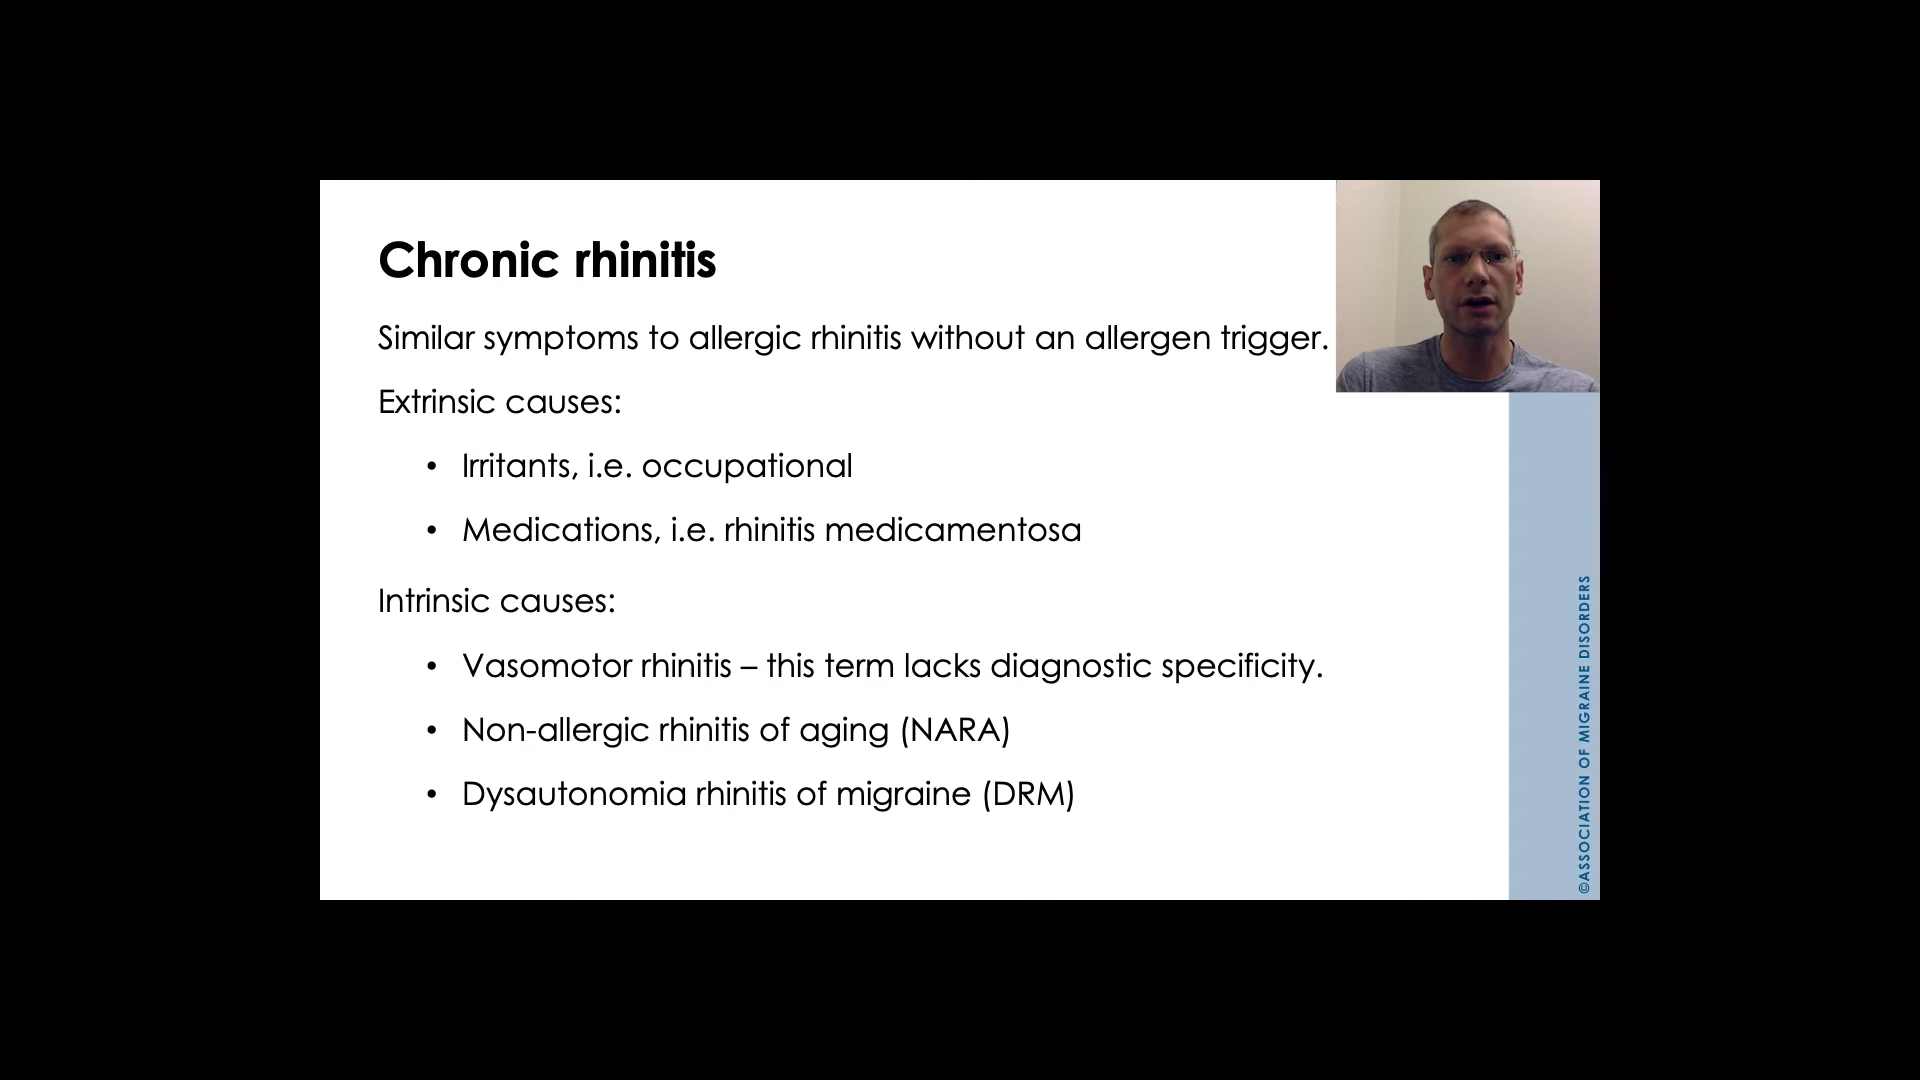 Chronic rhinitis
Similar symptoms to allergic rhinitis without an allergen trigger.
Extrinsic causes:
• Irritants, i.e. occupational
• Medications, i.e. rhinitis medicamentosa
Intrinsic causes:
• Vasomotor rhinitis – this term lacks diagnostic specificity.
• Non-allergic rhinitis of aging (NARA)
• Dysautonomia rhinitis of migraine (DRM)
©ASSOCIATION OF MIGRAINE DISORDERS